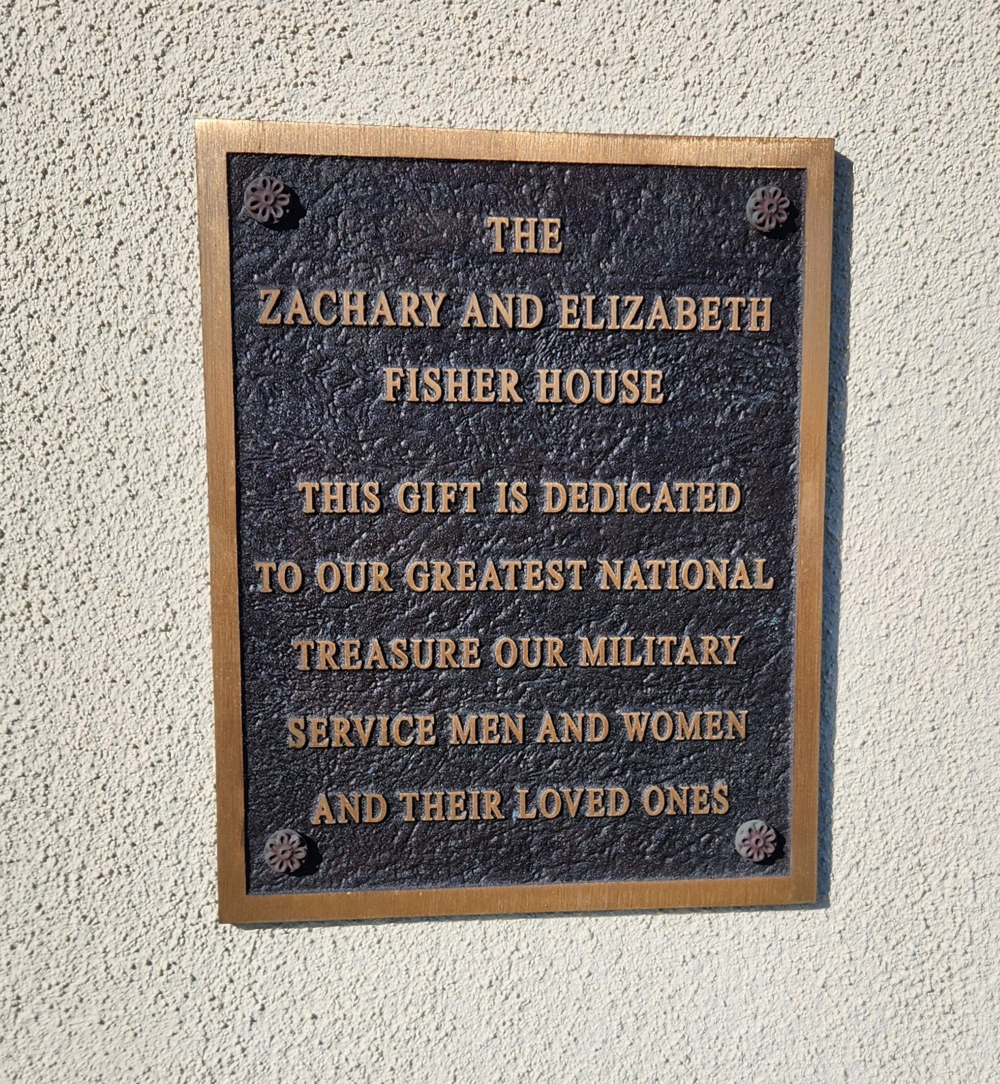 THE
ZACHARY AND ELIZABETH
FISHER HOUSE
THIS GIFT IS DEDICATED
TO OUR GREATEST NATIONAL
TREASURE OUR MILITARY
SERVICE MEN AND WOMEN
AND THEIR LOVED ONES